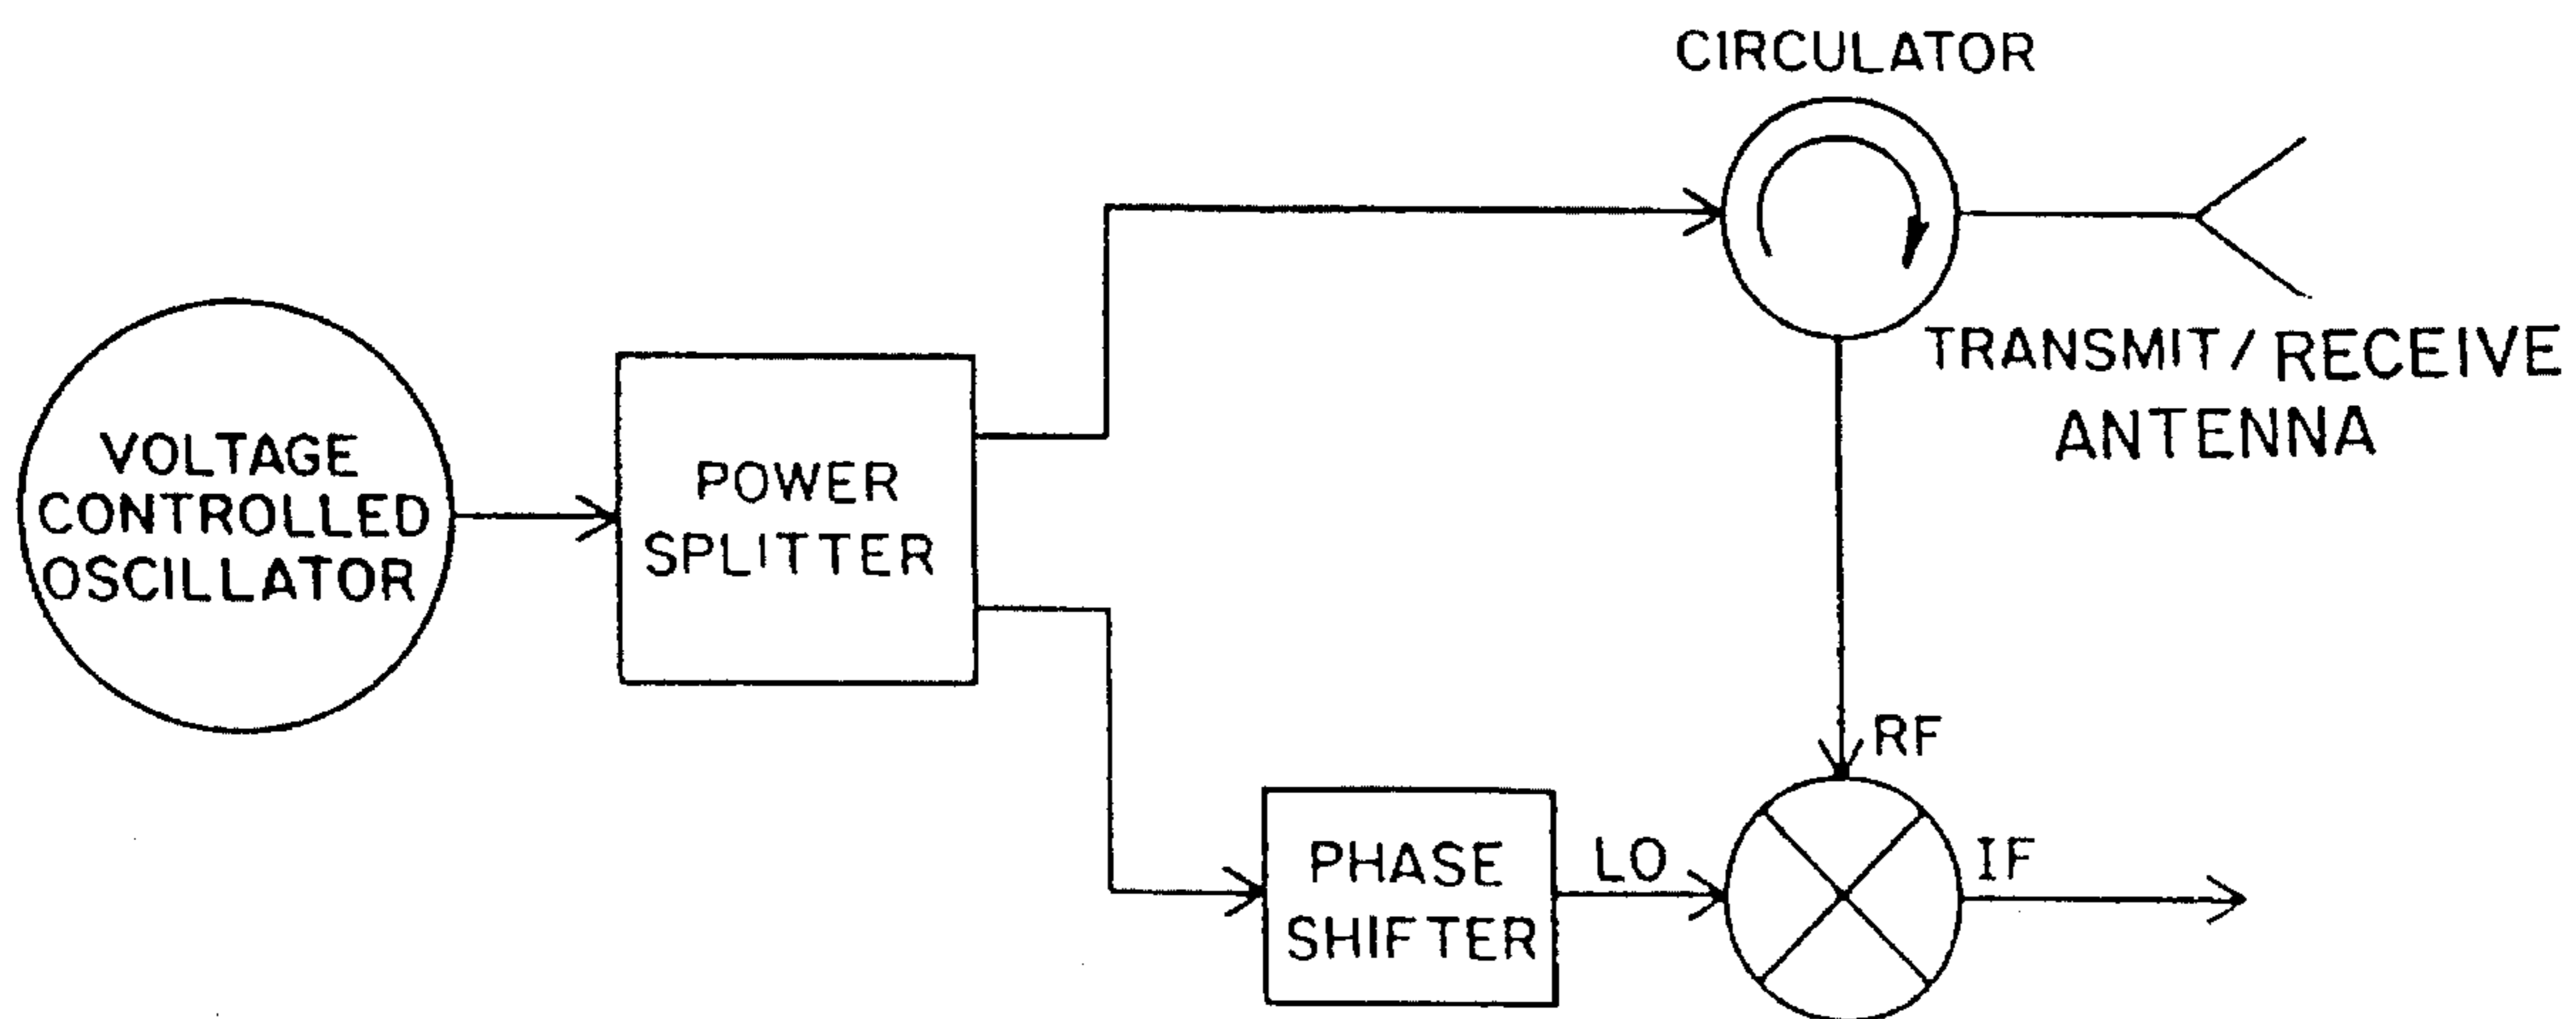 CIRCULATOR
TRANSMIT/RECEIVE
ANTENNA
VOLTAGE
CONTROLLED
OSCILLATOR
POWER
SPLITTER
RF
PHASE
SHIFTER
LO
IF